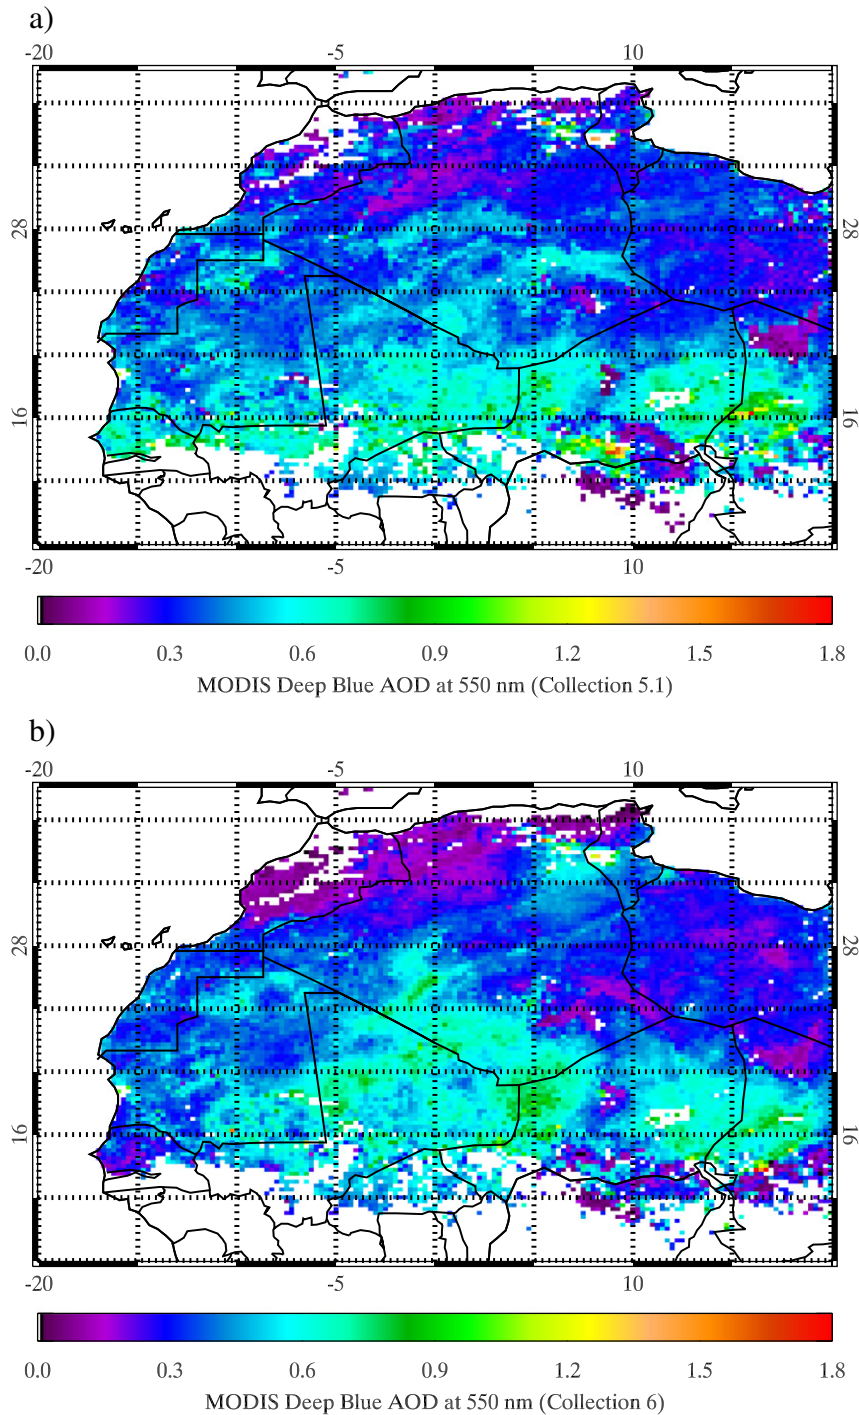 a)
-20 -5 10
28 28
16 16
-20 -5 10
0.0 0.3 0.6 0.9 1.2 1.5 1.8
MODIS Deep Blue AOD at 550 nm (Collection 5.1)
b)
-20 -5 10
28 28
16 16
-20 -5 10
0.0 0.3 0.6 0.9 1.2 1.5 1.8
MODIS Deep Blue AOD at 550 nm (Collection 6)